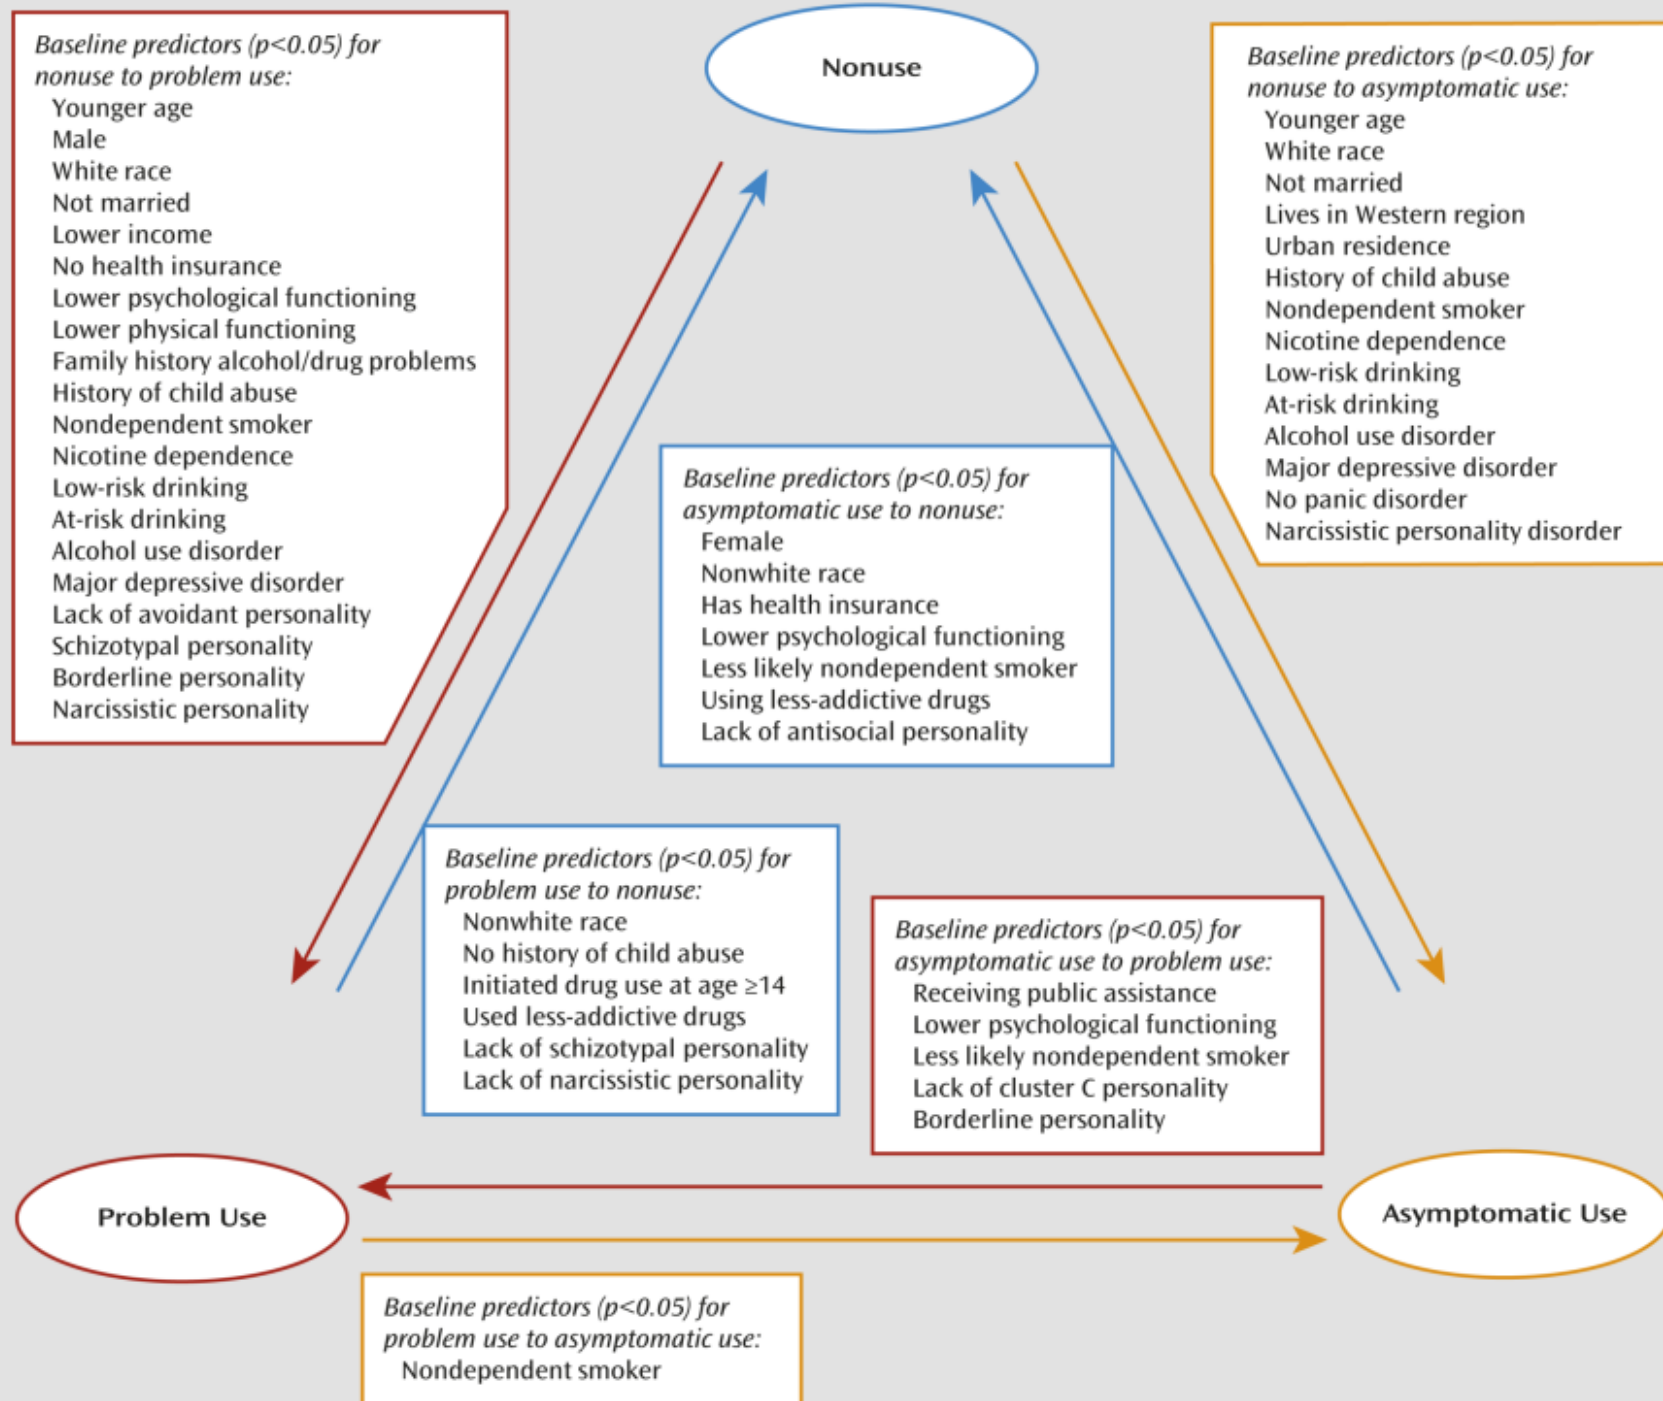 Baseline predictors (p<0.05) for
nonuse to problem use:
Younger age
Male
White race
Not married
Lower income
No health insurance
Lower psychological functioning
Lower physical functioning
Family history alcohol/drug problems
History of child abuse
Nondependent smoker
Nicotine dependence
Low-risk drinking
At-risk drinking
Alcohol use disorder
Major depressive disorder
Lack of avoidant personality
Schizotypal personality
Borderline personality
Narcissistic personality
Nonuse
Baseline predictors (p<0.05) for
nonuse to asymptomatic use:
Younger age
White race
Not married
Lives in Western region
Urban residence
History of child abuse
Nondependent smoker
Nicotine dependence
Low-risk drinking
At-risk drinking
Alcohol use disorder
Major depressive disorder
No panic disorder
Narcissistic personality disorder
Baseline predictors (p<0.05) for
asymptomatic use to nonuse:
Female
Nonwhite race
Has health insurance
Lower psychological functioning
Less likely nondependent smoker
Using less-addictive drugs
Lack of antisocial personality
Baseline predictors (p<0.05) for
problem use to nonuse:
Nonwhite race
No history of child abuse
Initiated drug use at age ≥14
Used less-addictive drugs
Lack of schizotypal personality
Lack of narcissistic personality
Baseline predictors (p<0.05) for
asymptomatic use to problem use:
Receiving public assistance
Lower psychological functioning
Less likely nondependent smoker
Lack of cluster C personality
Borderline personality
Problem Use
Asymptomatic Use
Baseline predictors (p<0.05) for
problem use to asymptomatic use:
Nondependent smoker